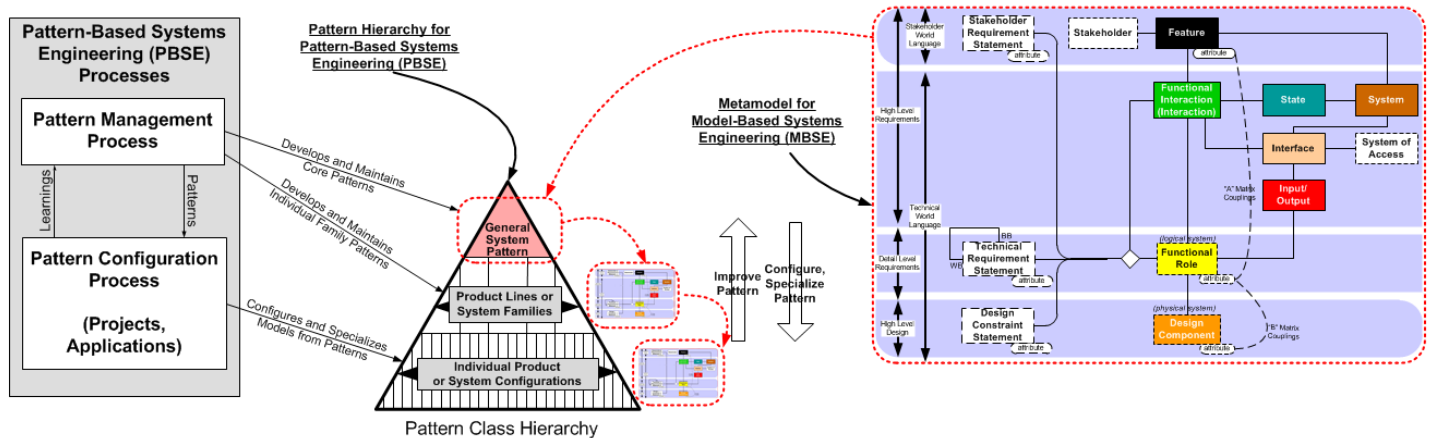 Pattern-Based Systems
Engineering (PBSE)
Processes
Pattern Management
Process
Learnings
Patterns
Pattern Configuration
Process
(Projects,
Applications)
Develops and Maintains
Core Patterns
Develops and Maintains
Individual Family Patterns
Configures and Specializes
Models from Patterns
Pattern Hierarchy for
Pattern-Based Systems
Engineering (PBSE)
General
System
Pattern
Product Lines or
System Families
Individual Product
or System Configurations
Pattern Class Hierarchy
Improve
Pattern
Configure,
Specialize
Pattern
Metamodel for
Model-Based Systems
Engineering (MBSE)
Stakeholder
World
Language
High Level
Requirements
Technical
World
Language
Detail Level
Requirements
High Level
Design
Stakeholder
Requirement
Statement
attribute
Stakeholder
Feature
attribute
Functional
Interaction
(Interaction)
State
System
Interface
System of
Access
"A" Matrix
Couplings
Input/
Output
BB
WB
Technical
Requirement
Statement
attribute
(logical system)
Functional
Role
attribute
Design
Constraint
Statement
attribute
(physical system)
Design
Component
attribute
"B" Matrix
Couplings